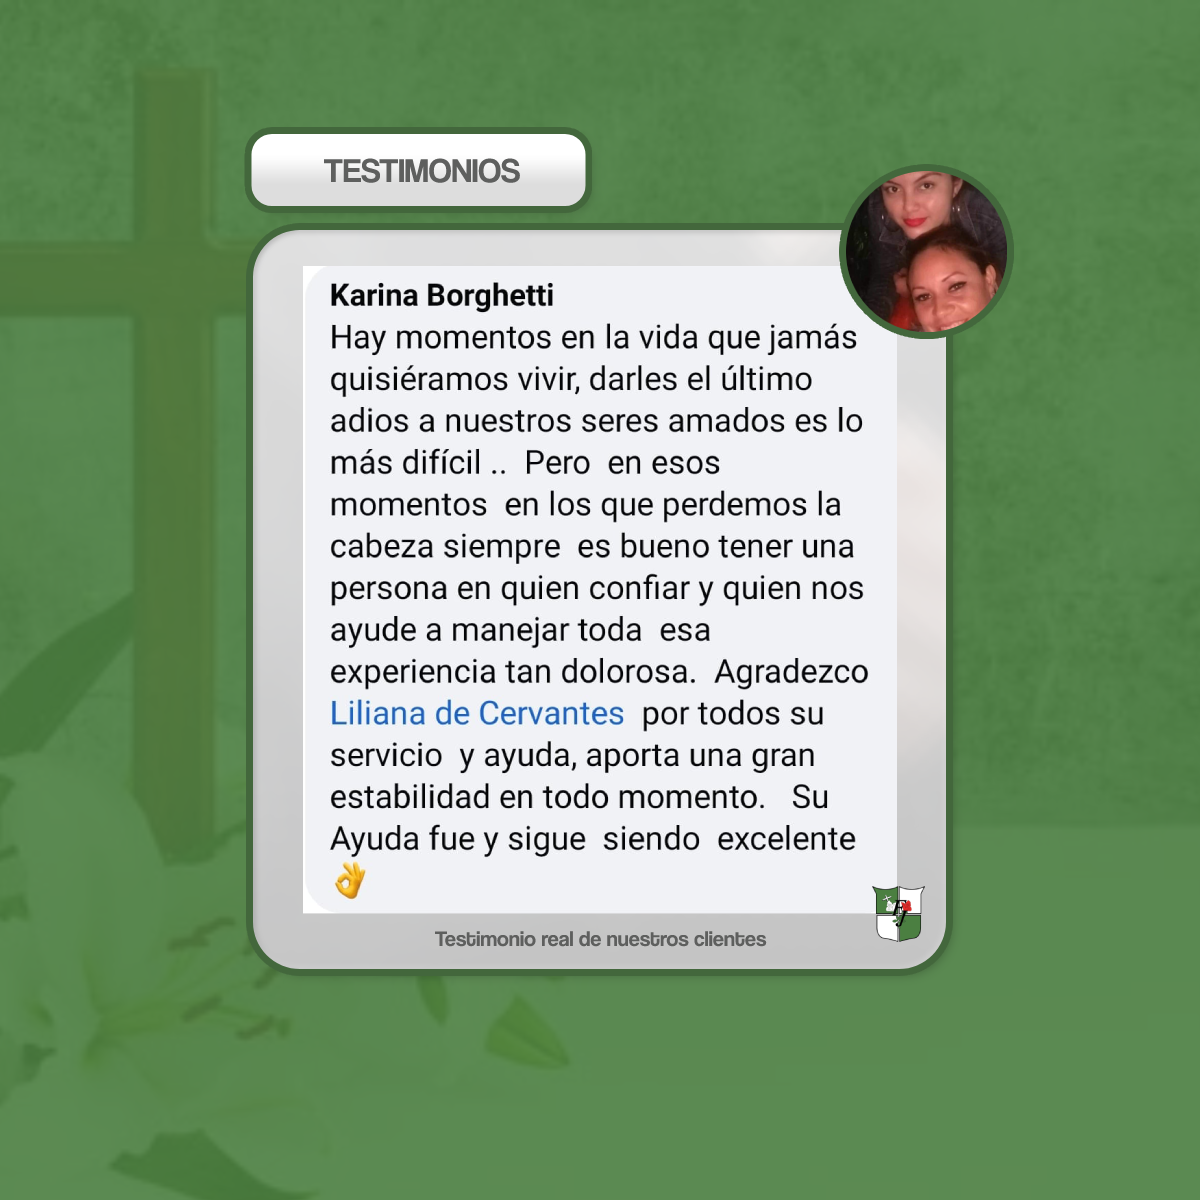 TESTIMONIOS
Karina Borghetti
Hay momentos en la vida que jamás
quisiéramos vivir, darles el último
adios a nuestros seres amados es lo
más difícil ..  Pero  en esos
momentos  en los que perdemos la
cabeza siempre  es bueno tener una
persona en quien confiar y quien nos
ayude a manejar toda  esa
experiencia tan dolorosa.  Agradezco
Liliana de Cervantes  por todos su
servicio  y ayuda, aporta una gran
estabilidad en todo momento.   Su
Ayuda fue y sigue  siendo  excelente
👌
FJ
Testimonio real de nuestros clientes